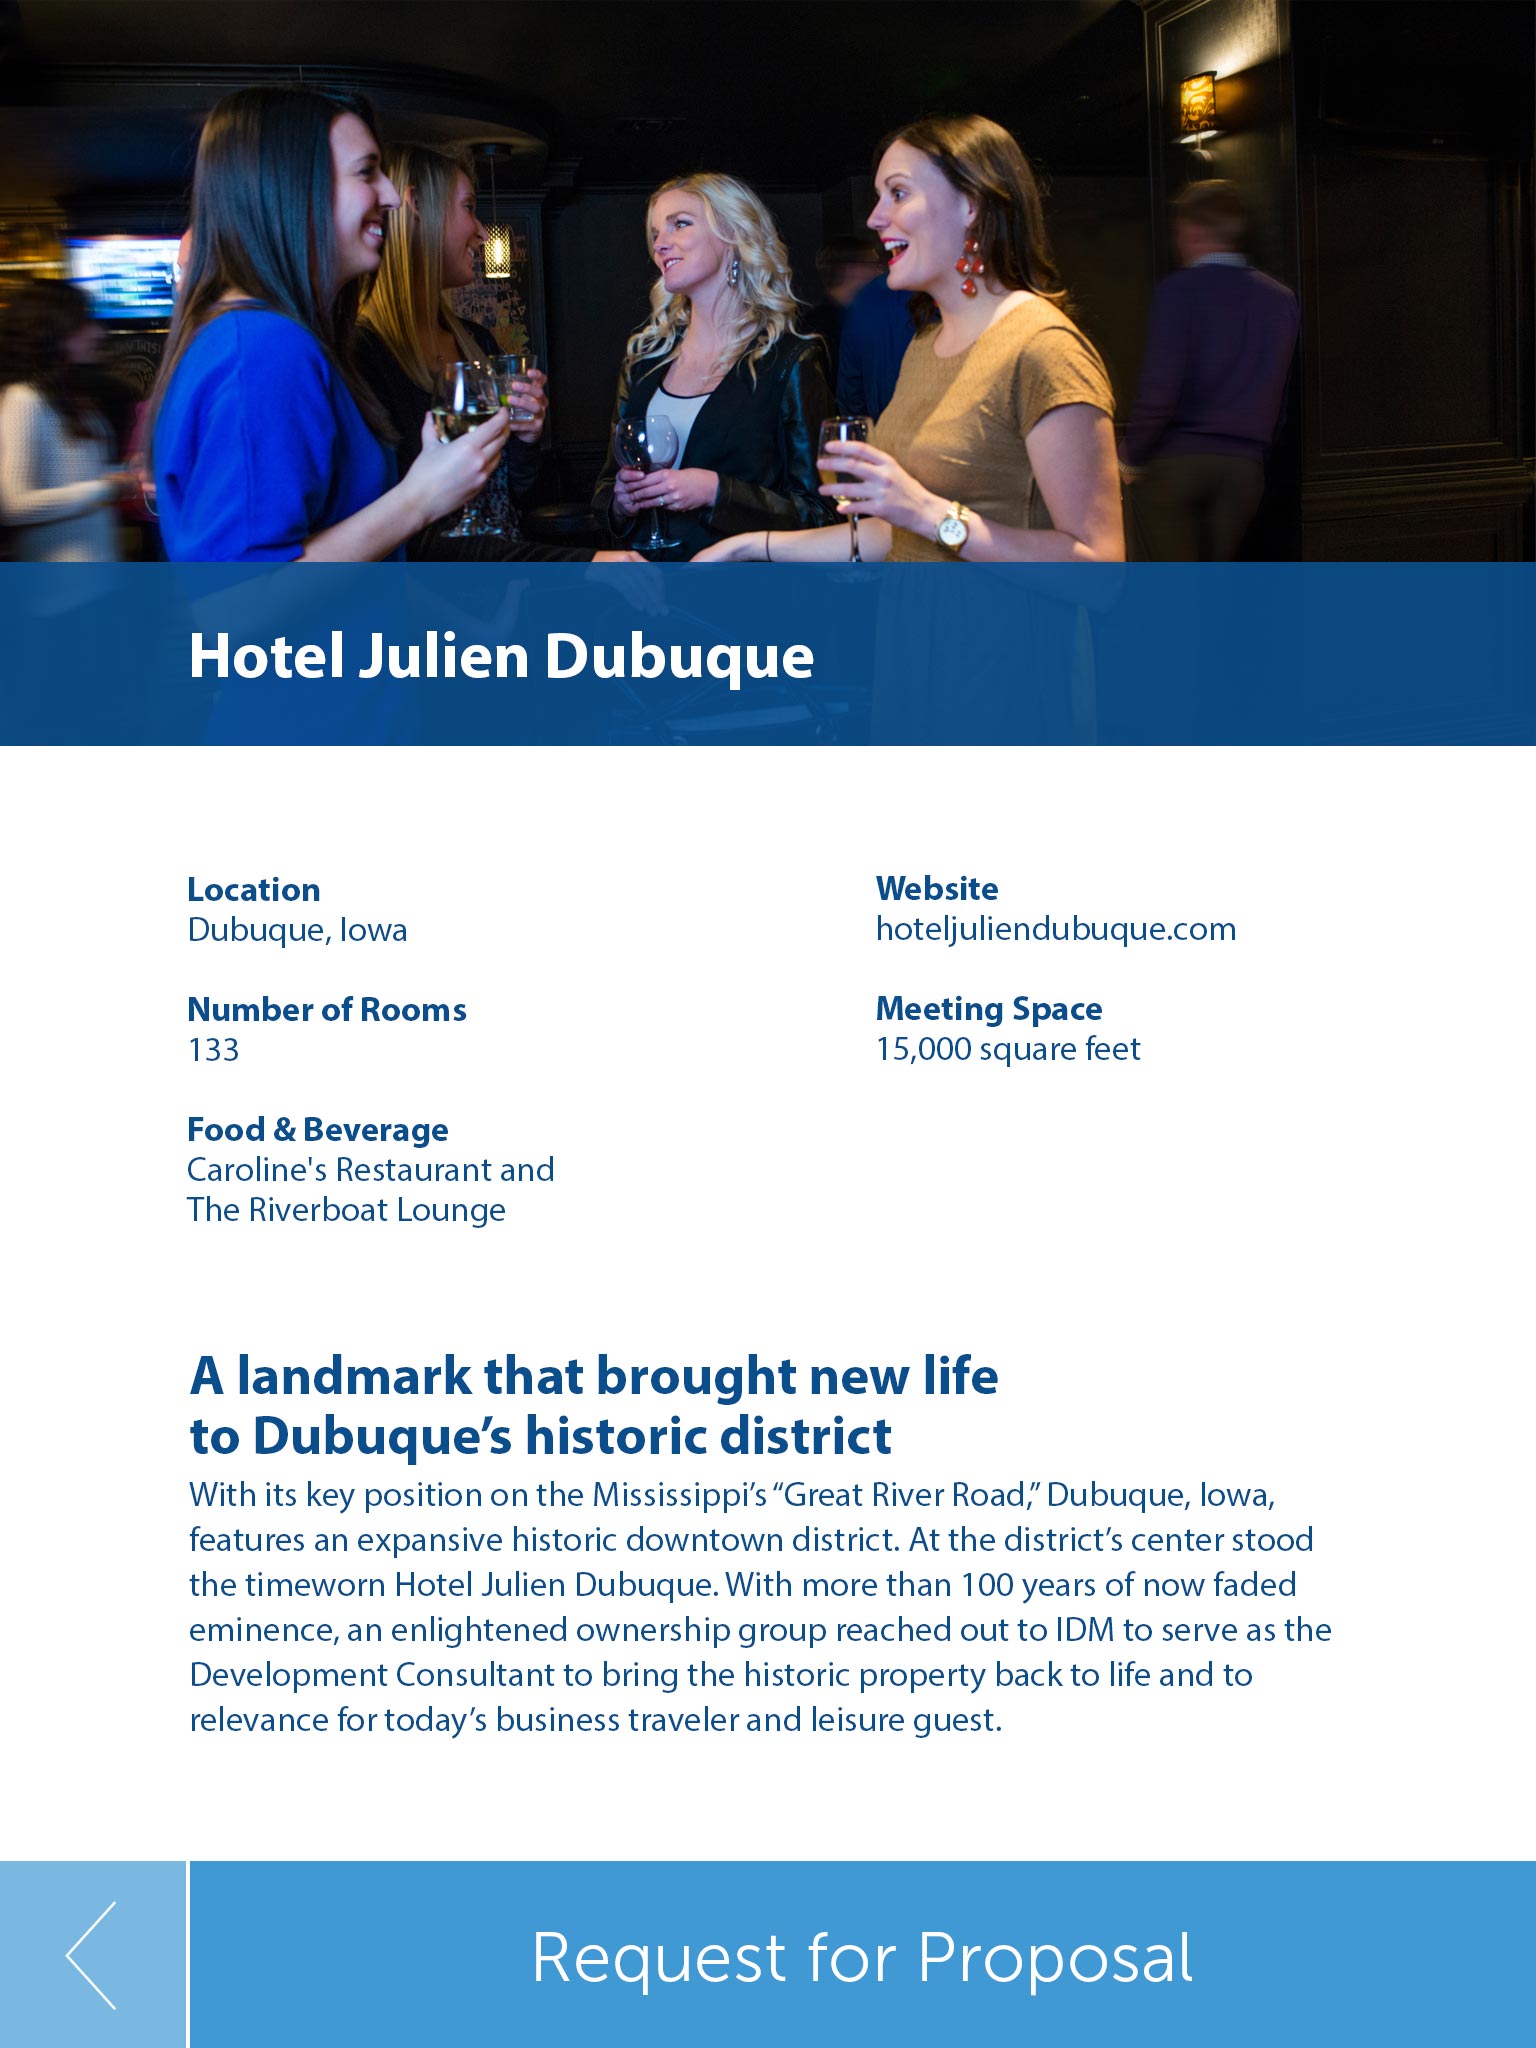 Hotel Julien Dubuque
Location
Dubuque, Iowa
Website
hoteljuliendubuque.com
Number of Rooms
133
Meeting Space
15,000 square feet
Food & Beverage
Caroline's Restaurant and
The Riverboat Lounge
A landmark that brought new life
to Dubuque’s historic district
With its key position on the Mississippi’s “Great River Road,” Dubuque, Iowa,
features an expansive historic downtown district. At the district’s center stood
the timeworn Hotel Julien Dubuque. With more than 100 years of now faded
eminence, an enlightened ownership group reached out to IDM to serve as the
Development Consultant to bring the historic property back to life and to
relevance for today’s business traveler and leisure guest.
Request for Proposal